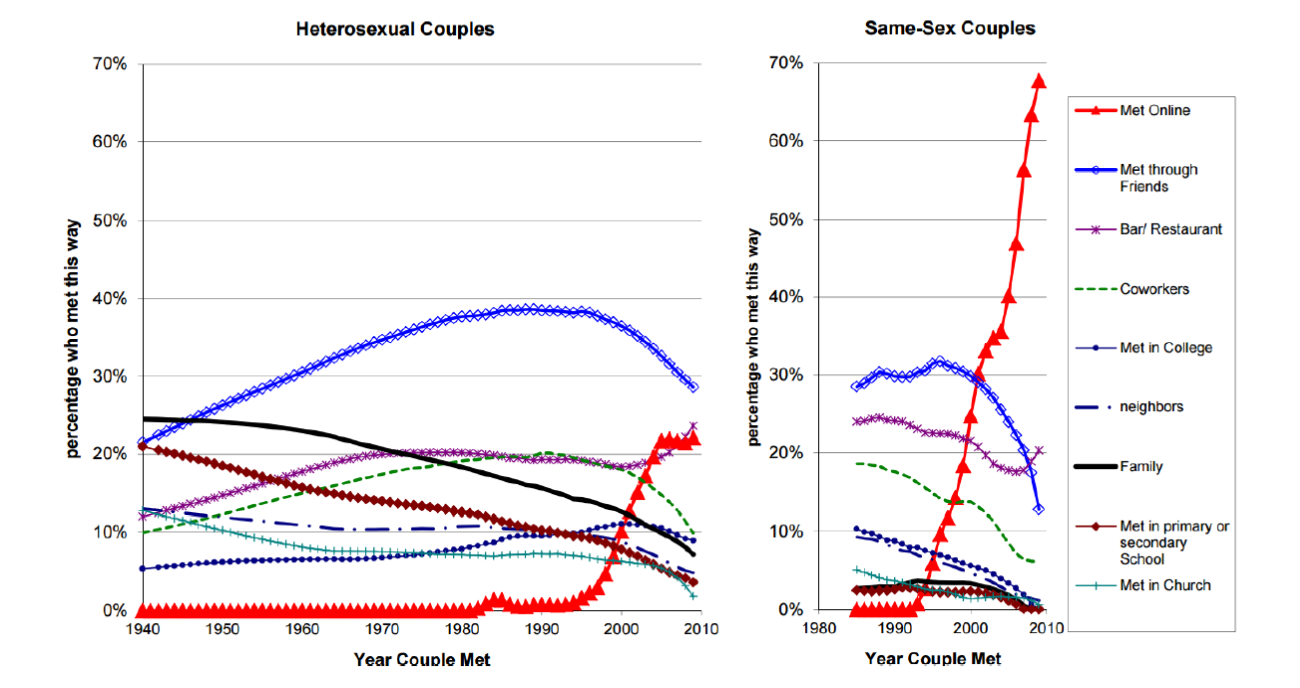 Heterosexual Couples
70%
60%
50%
40%
30%
20%
10%
0%
percentage who met this way
1940
1950
1960
1970
1980
1990
2000
2010
Year Couple Met
Same-Sex Couples
70%
60%
50%
40%
30%
20%
10%
0%
percentage who met this way
1980
1990
2000
2010
Year Couple Met
Met Online
Met through
Friends
Bar/ Restaurant
Coworkers
Met in College
neighbors
Family
Met in primary or
secondary
School
Met in Church